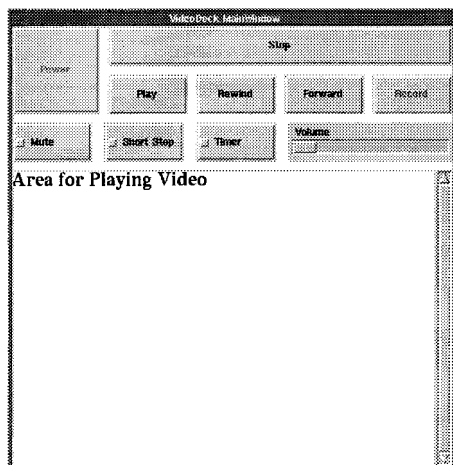 VideoDeck MainWindow
Stop
Power
Play Rewind Forward Record
Mute Short Stop Timer Volume
Area for Playing Video